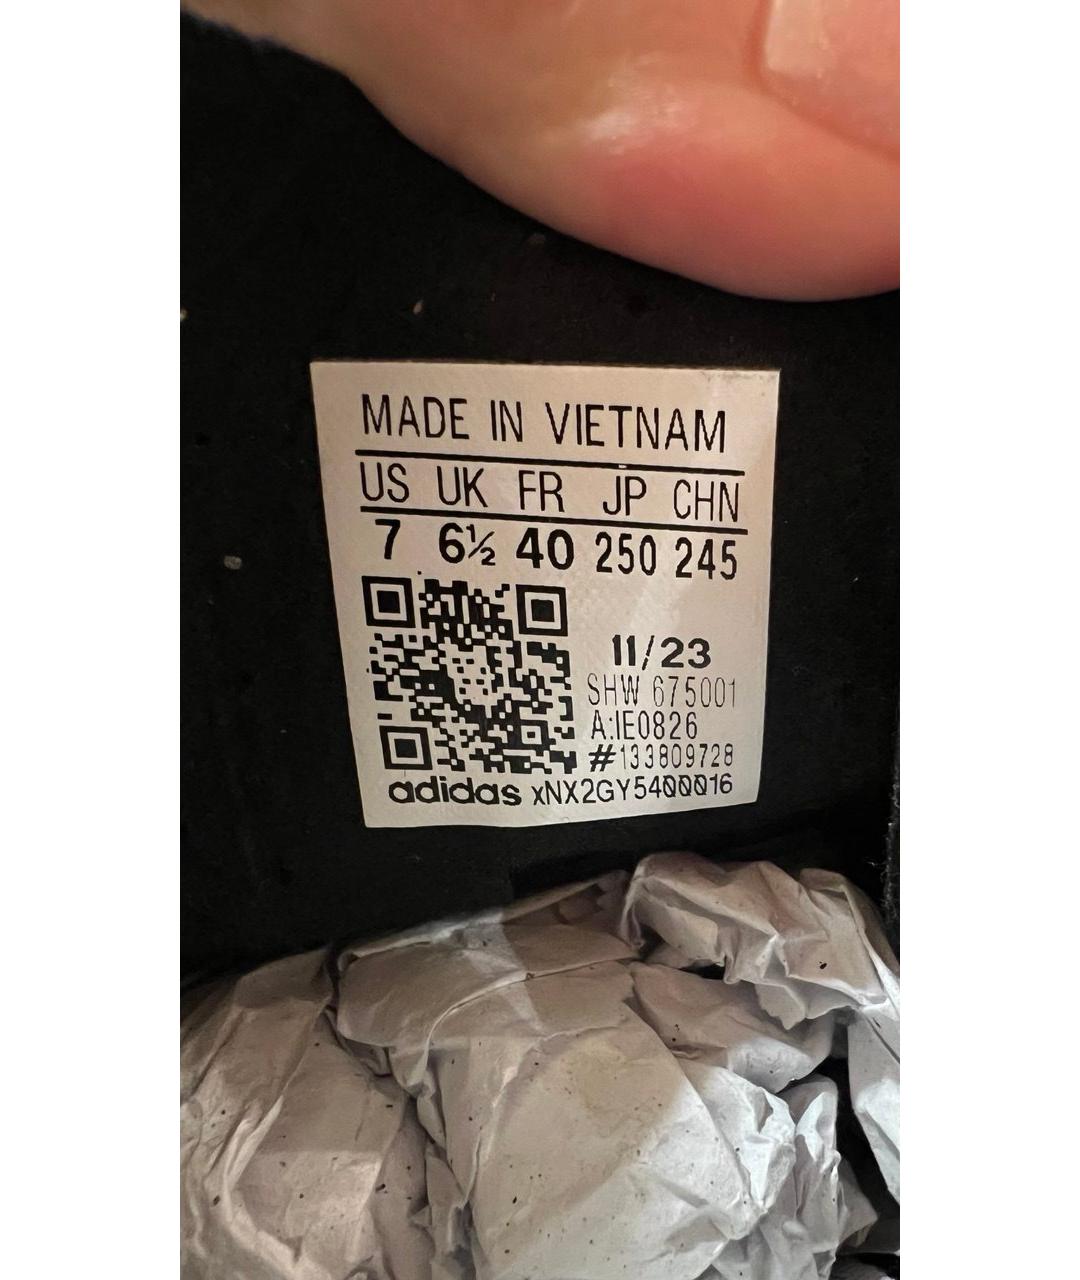 MADE IN VIETNAM
US UK FR JP CHN
7 6½ 40 250 245
11/23
SHW 675001
A:IE0826
#133809728
adidas xNX2GY5400016